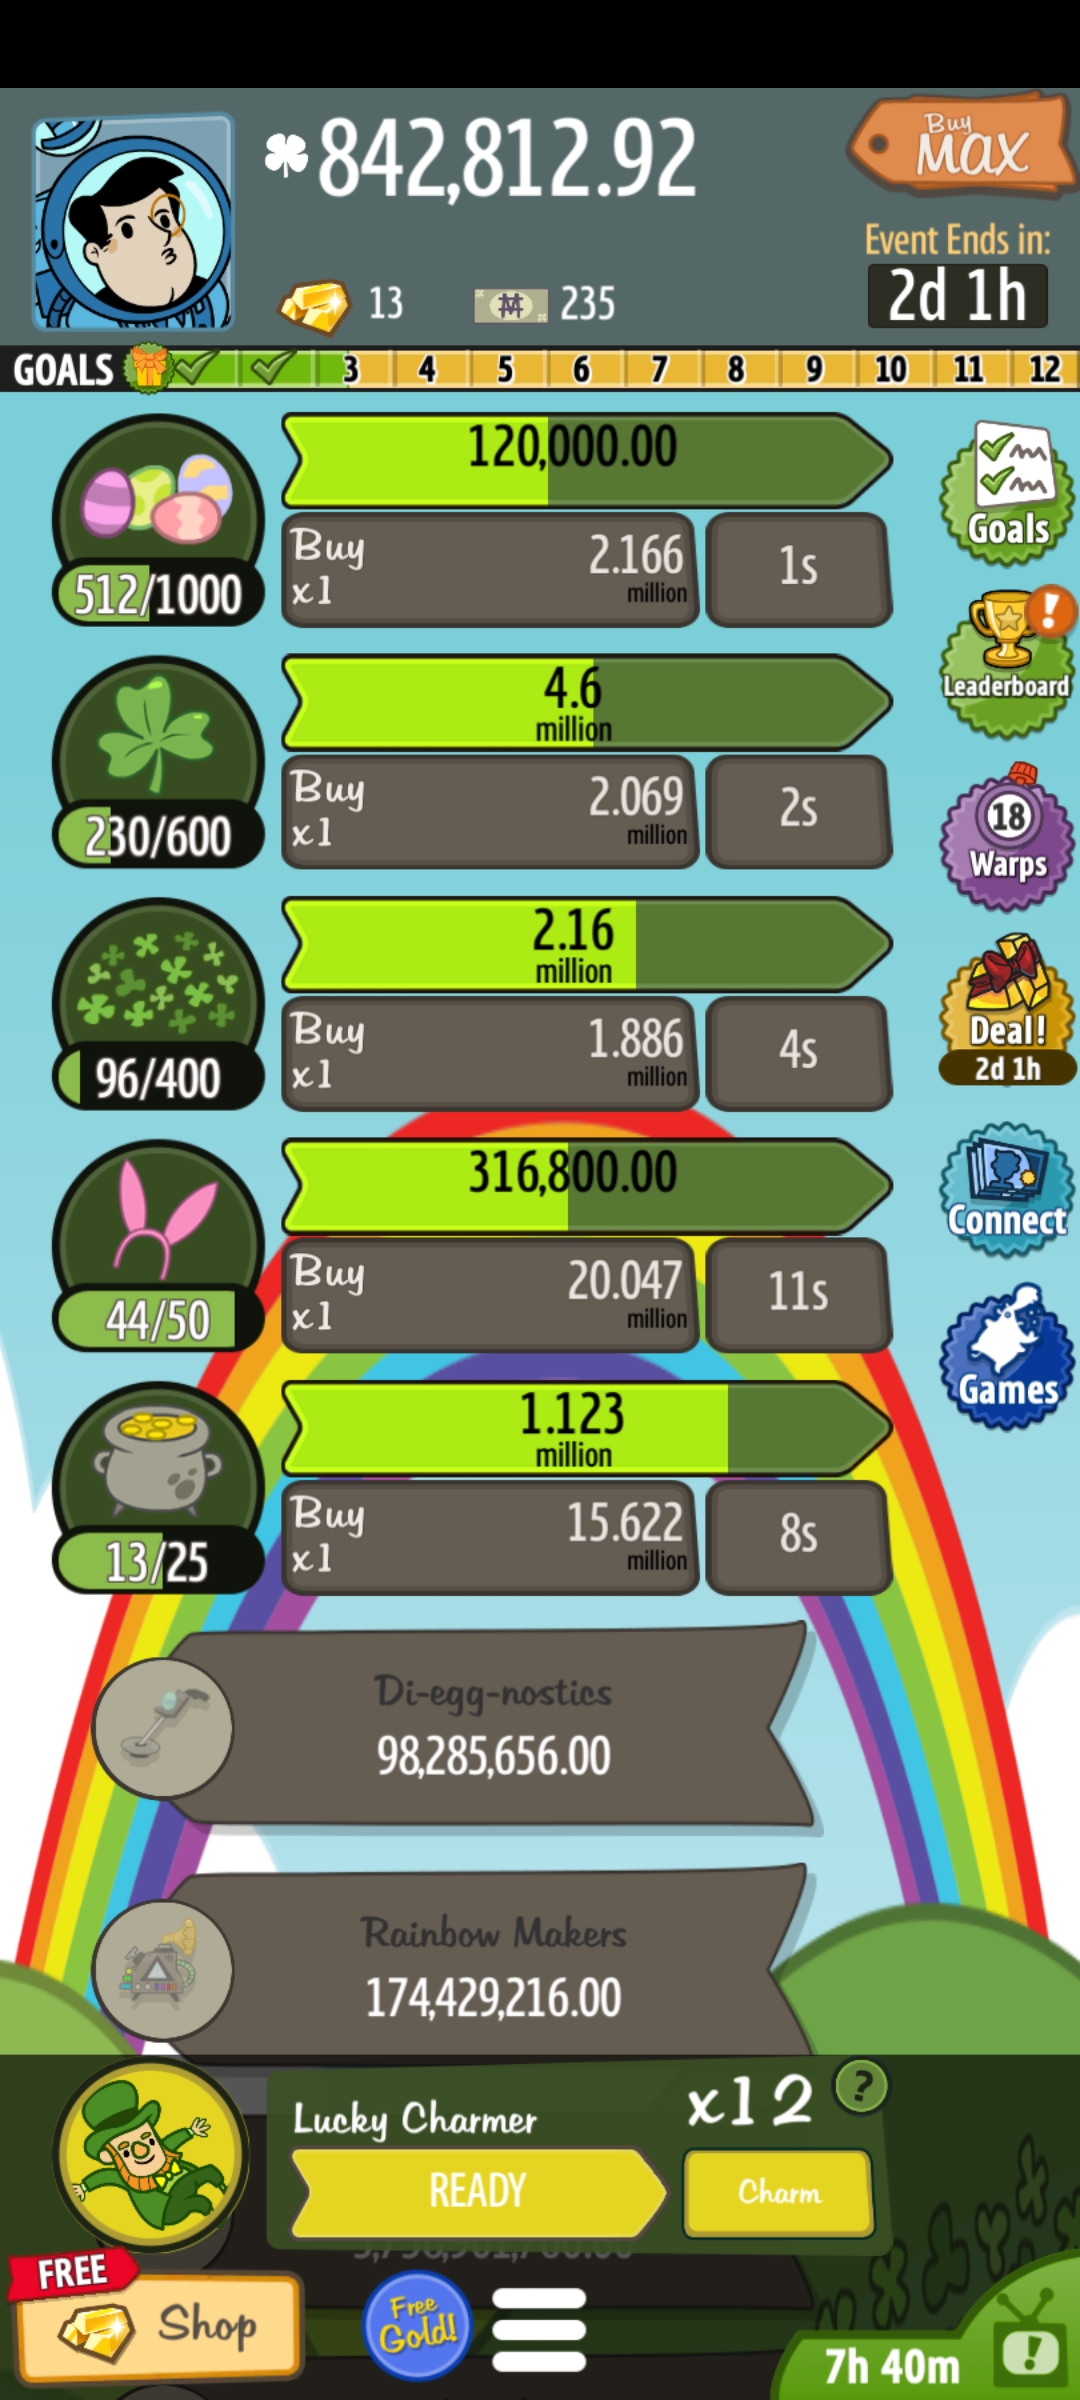 842,812.92
Buy
MAX
13
235
Event Ends in:
2d 1h
GOALS 3 4 5 6 7 8 9 10 11 12
120,000.00
512/1000
Buy
x1
2.166
million
1s
Goals
4.6
million
230/600
Buy
x1
2.069
million
2s
!
Leaderboard
18
Warps
2.16
million
96/400
Buy
x1
1.886
million
4s
Deal!
2d 1h
316,800.00
44/50
Buy
x1
20.047
million
11s
Connect
Games
1.123
million
13/25
Buy
x1
15.622
million
8s
Di-egg-nostics
98,285,656.00
Rainbow Makers
174,429,216.00
Lucky Charmer
x12
?
READY
Charm
FREE
Shop
Free
Gold!
7h 40m
!